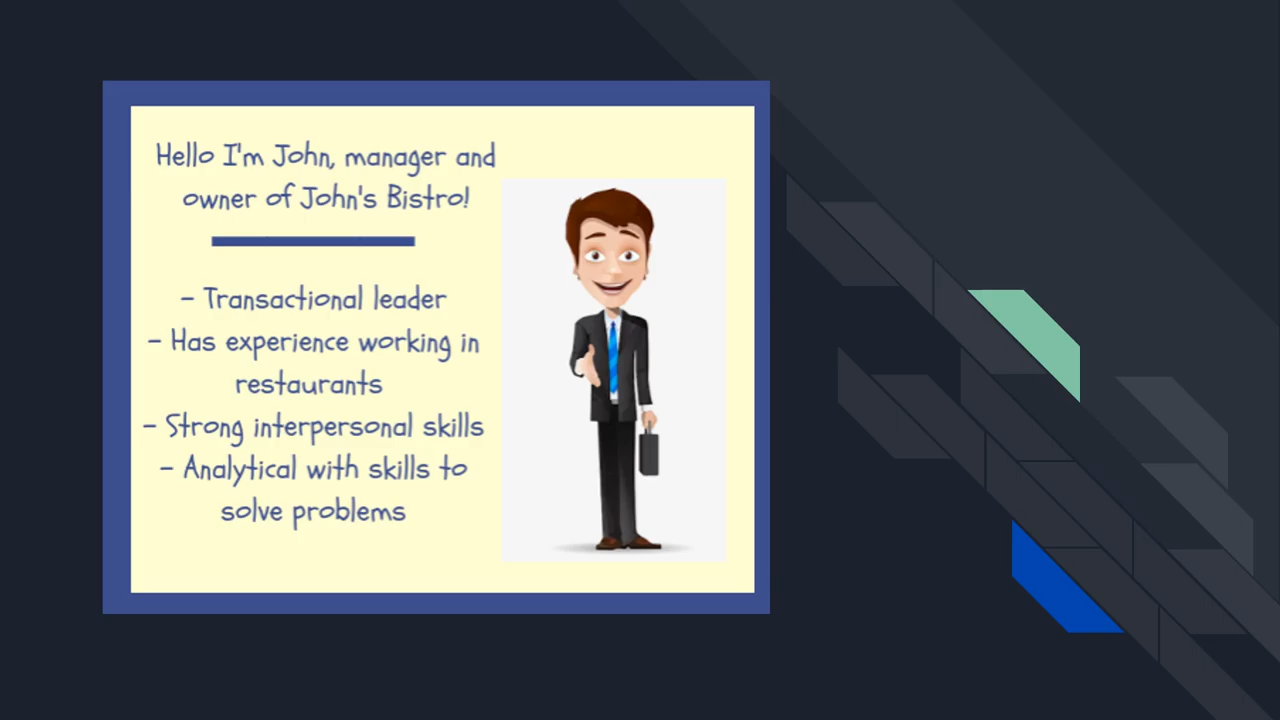 Hello I'm John, manager and
owner of John's Bistro!
- Transactional leader
- Has experience working in
restaurants
- Strong interpersonal skills
- Analytical with skills to
solve problems